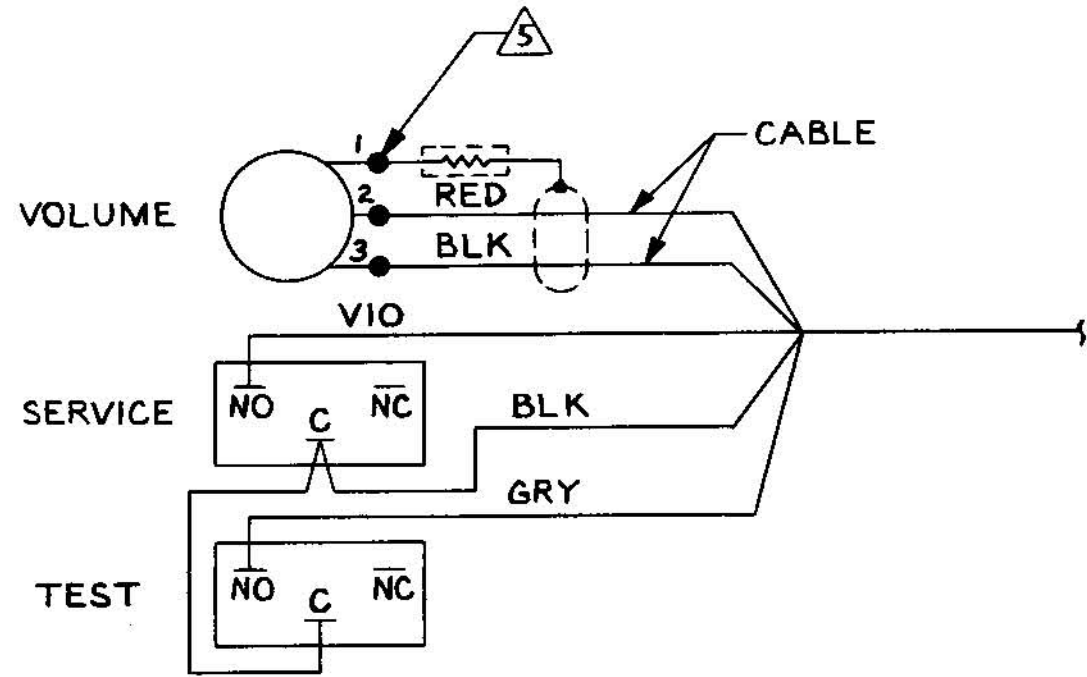 5
1
CABLE
2
RED
VOLUME
3
BLK
VIO
NO
NC
SERVICE
C
BLK
GRY
NO
NC
TEST
C